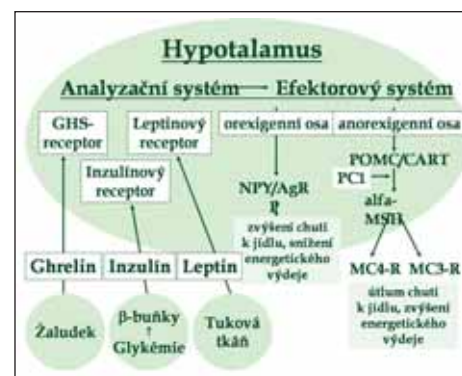 Hypotalamus
Analyzační systém → Efektorový systém
GHS-
receptor
Leptinový
receptor
Inzulínový
receptor
orexigenní osa
anorexigenní osa
NPY/AgR
P
zvýšení chuti
k jídlu, snížení
energetického
výdeje
POMC/CART
PC1
alfa-
MSH
MC4-R MC3-R
útlum chuti
k jídlu, zvýšení
energetického
výdeje
Ghrelin
Inzulín
Leptin
Žaludek
β-buňky
↑
Glykémie
Tuková
tkáň